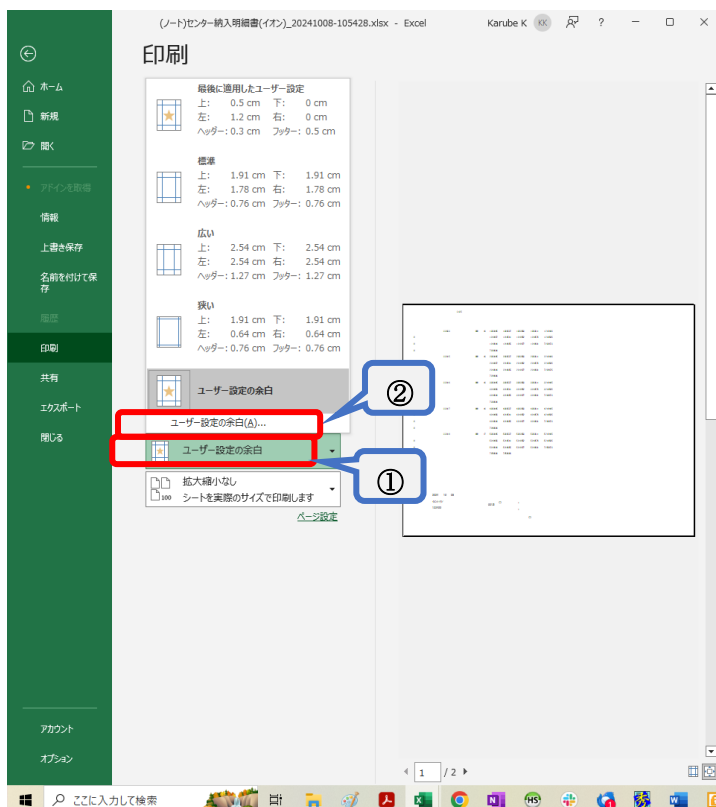 (ノート)センター納入明細書(イオン)_20241008-105428.xlsx - Excel
Karube K
KK
?
印刷
ホーム
新規
開く
アドインを取得
情報
上書き保存
名前を付けて保
存
履歴
印刷
共有
エクスポート
閉じる
アカウント
オプション
最後に適用したユーザー設定
上: 0.5 cm 下: 0 cm
左: 1.2 cm 右: 0 cm
ヘッダー: 0.3 cm フッター: 0.5 cm
標準
上: 1.91 cm 下: 1.91 cm
左: 1.78 cm 右: 1.78 cm
ヘッダー: 0.76 cm フッター: 0.76 cm
広い
上: 2.54 cm 下: 2.54 cm
左: 2.54 cm 右: 2.54 cm
ヘッダー: 1.27 cm フッター: 1.27 cm
狭い
上: 1.91 cm 下: 1.91 cm
左: 0.64 cm 右: 0.64 cm
ヘッダー: 0.76 cm フッター: 0.76 cm
ユーザー設定の余白
②
ユーザー設定の余白(A)...
ユーザー設定の余白
①
拡大縮小なし
シートを実際のサイズで印刷します
100
ページ設定
1 / 2
ここに入力して検索